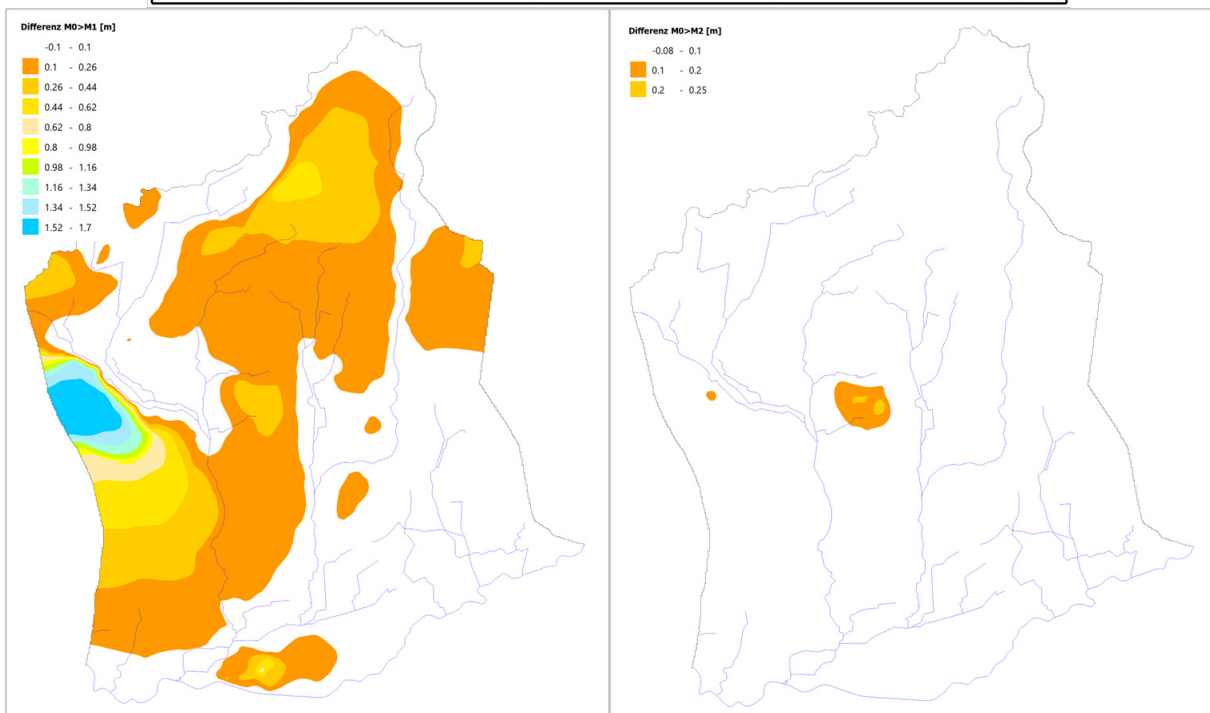 Differenz M0>M1 [m]
-0.1 - 0.1
0.1 - 0.26
0.26 - 0.44
0.44 - 0.62
0.62 - 0.8
0.8 - 0.98
0.98 - 1.16
1.16 - 1.34
1.34 - 1.52
1.52 - 1.7
Differenz M0>M2 [m]
-0.08 - 0.1
0.1 - 0.2
0.2 - 0.25